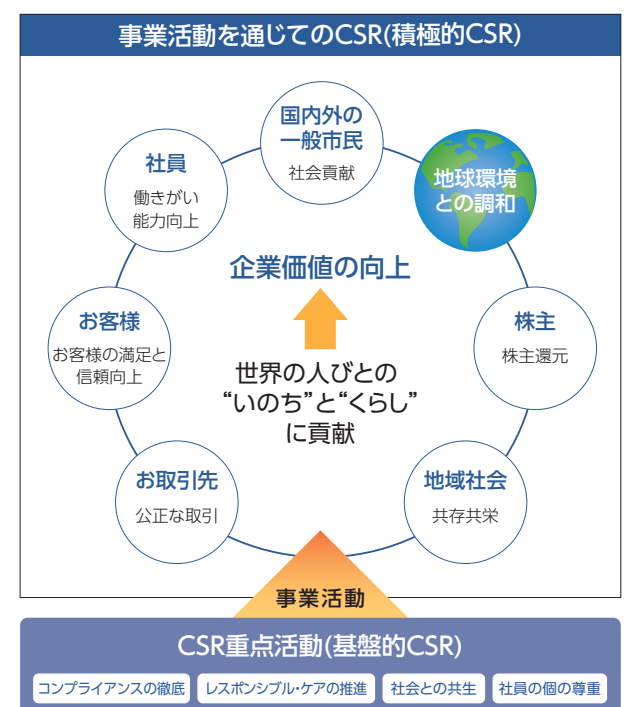 事業活動を通じてのCSR(積極的CSR)
国内外の
一般市民
社会貢献
地球環境
との調和
社員
働きがい
能力向上
企業価値の向上
お客様
お客様の満足と
信頼向上
株主
株主還元
世界の人びとの
“いのち”と“くらし”
に貢献
お取引先
公正な取引
地域社会
共存共栄
事業活動
CSR重点活動(基盤的CSR)
コンプライアンスの徹底 レスポンシブル・ケアの推進 社会との共生 社員の個の尊重